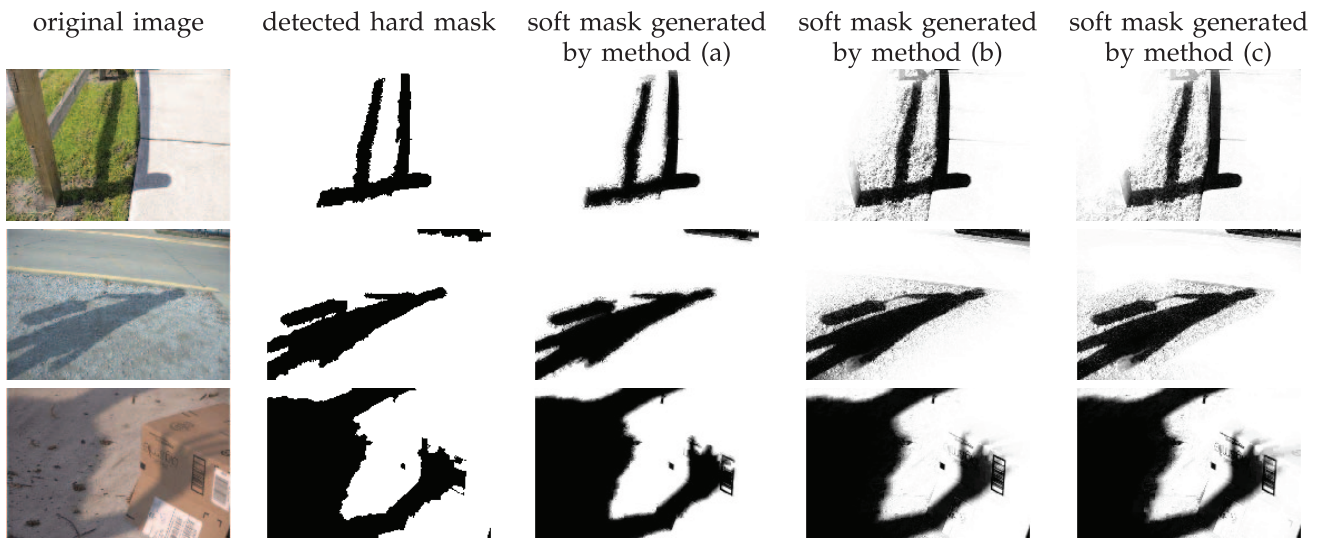 original image
detected hard mask
soft mask generated
by method (a)
soft mask generated
by method (b)
soft mask generated
by method (c)